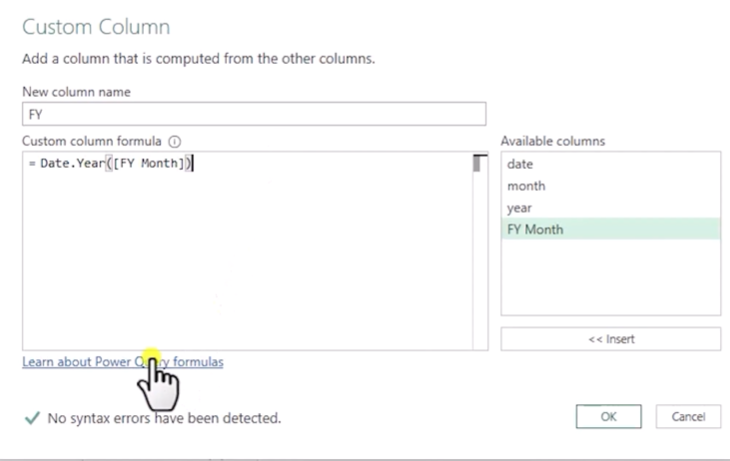 Custom Column
Add a column that is computed from the other columns.
New column name
FY
Custom column formula
= Date.Year([FY Month])
Available columns
date
month
year
FY Month
<< Insert
Learn about Power Query formulas
No syntax errors have been detected.
OK
Cancel